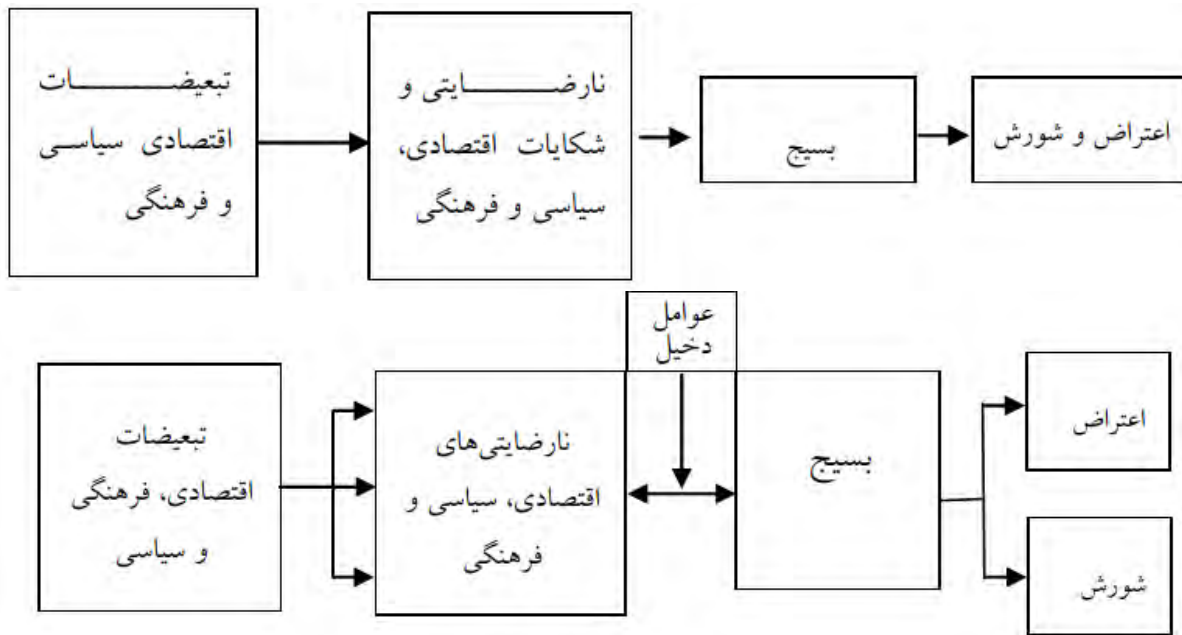 تبعیضات
اقتصادی سیاسی
و فرهنگی
نارضایتی و
شکایات اقتصادی،
سیاسی و فرهنگی
بسیج
اعتراض و شورش
تبعیضات
اقتصادی، فرهنگی
و سیاسی
نارضایتی‌های
اقتصادی، سیاسی و
فرهنگی
عوامل
دخیل
بسیج
اعتراض
شورش